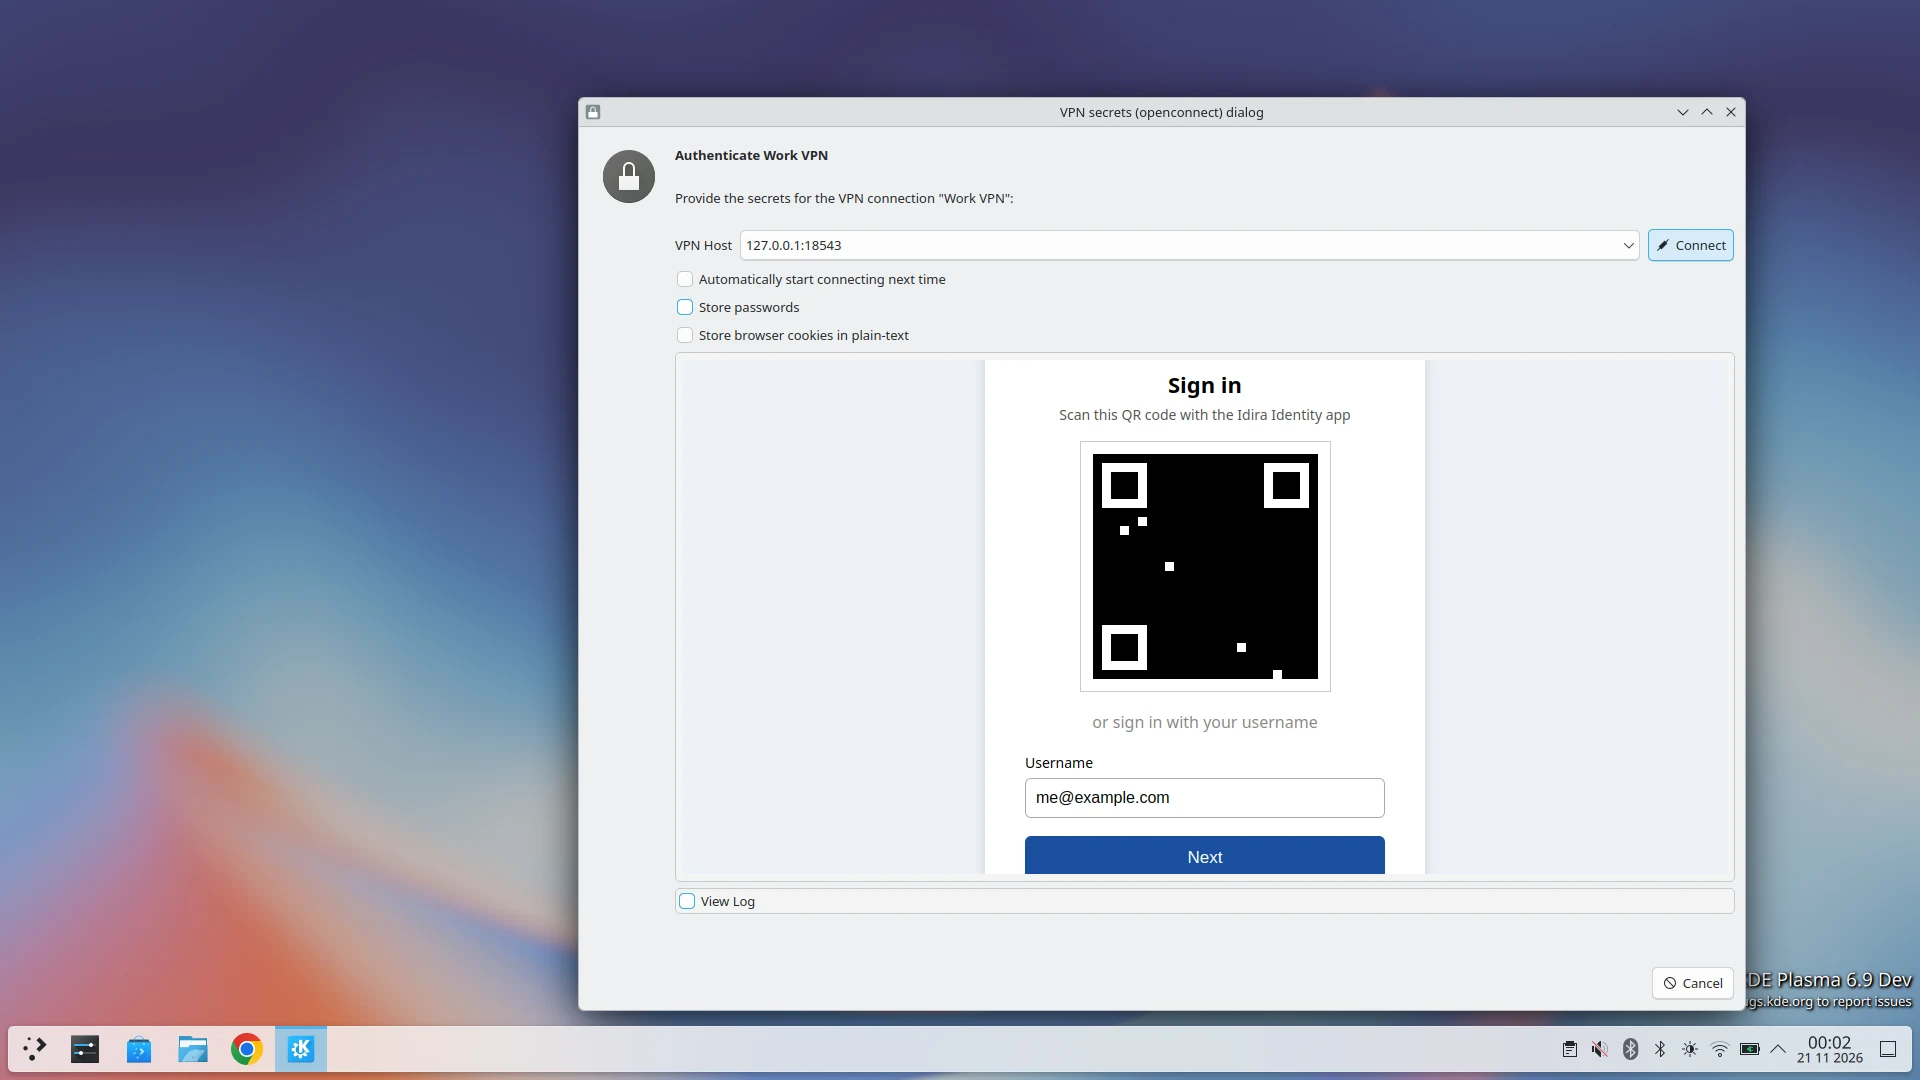 VPN secrets (openconnect) dialog
Authenticate Work VPN
Provide the secrets for the VPN connection "Work VPN":
VPN Host 127.0.0.1:18543 Connect
Automatically start connecting next time
Store passwords
Store browser cookies in plain-text
Sign in
Scan this QR code with the Idira Identity app
or sign in with your username
Username
me@example.com
Next
View Log
Cancel
KDE Plasma 6.9 Dev
gs.kde.org to report issues
00:02
21 11 2026